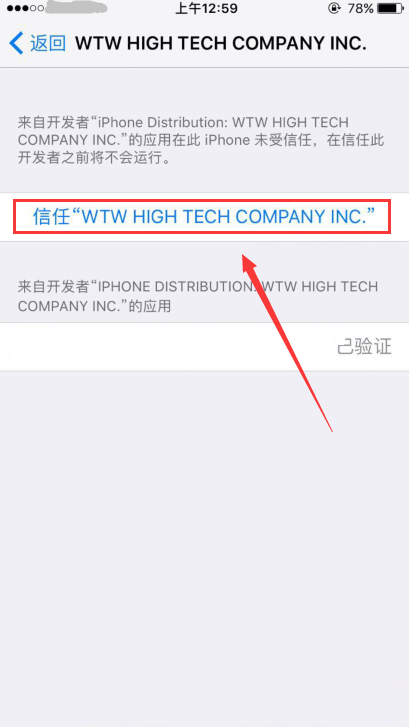 上午12:59
78%
返回
WTW HIGH TECH COMPANY INC.
来自开发者“iPhone Distribution: WTW HIGH TECH
COMPANY INC.”的应用在此 iPhone 未受信任，在信任此
开发者之前将不会运行。
信任“WTW HIGH TECH COMPANY INC.”
来自开发者“IPHONE DISTRIBUTION: WTW HIGH TECH
COMPANY INC.”的应用
已验证